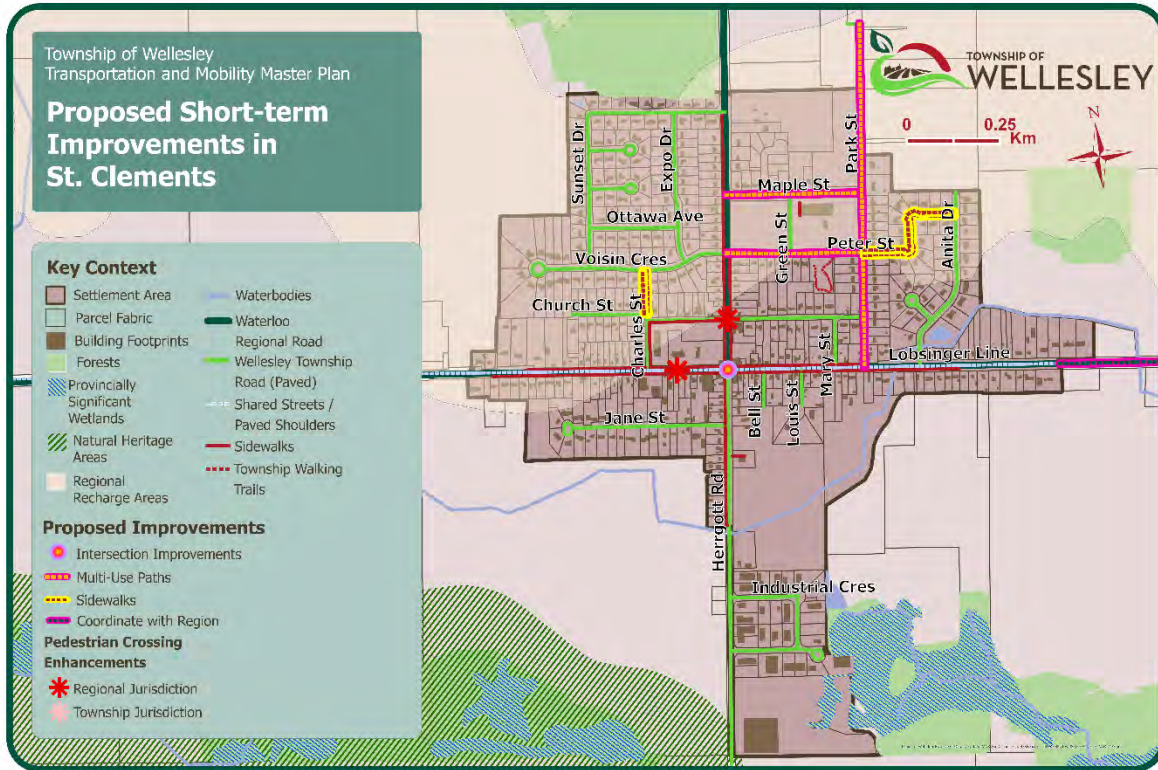 Township of Wellesley
Transportation and Mobility Master Plan
Proposed Short-term
Improvements in
St. Clements
TOWNSHIP OF
WELLESLEY
0 0.25
Km
N
Key Context
Settlement Area
Parcel Fabric
Building Footprints
Forests
Provincially
Significant
Wetlands
Natural Heritage
Areas
Regional
Recharge Areas
Waterbodies
Waterloo
Regional Road
Wellesley Township
Road (Paved)
Shared Streets /
Paved Shoulders
Sidewalks
Township Walking
Trails
Proposed Improvements
Intersection Improvements
Multi-Use Paths
Sidewalks
Coordinate with Region
Pedestrian Crossing
Enhancements
Regional Jurisdiction
Township Jurisdiction
Sunset Dr
Expo Dr
Park St
Maple St
Ottawa Ave
Green St
Peter St
Anita Dr
Voisin Cres
Church St
Charles St
Mary St
Lobsinger Line
Jane St
Bell St
Louis St
Herrgott Rd
Industrial Cres